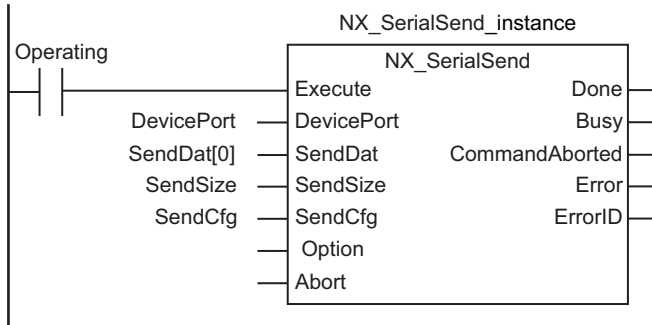 NX_SerialSend_instance
Operating
NX_SerialSend
Execute Done
DevicePort DevicePort Busy
SendDat[0] SendDat CommandAborted
SendSize SendSize Error
SendCfg SendCfg ErrorID
Option
Abort